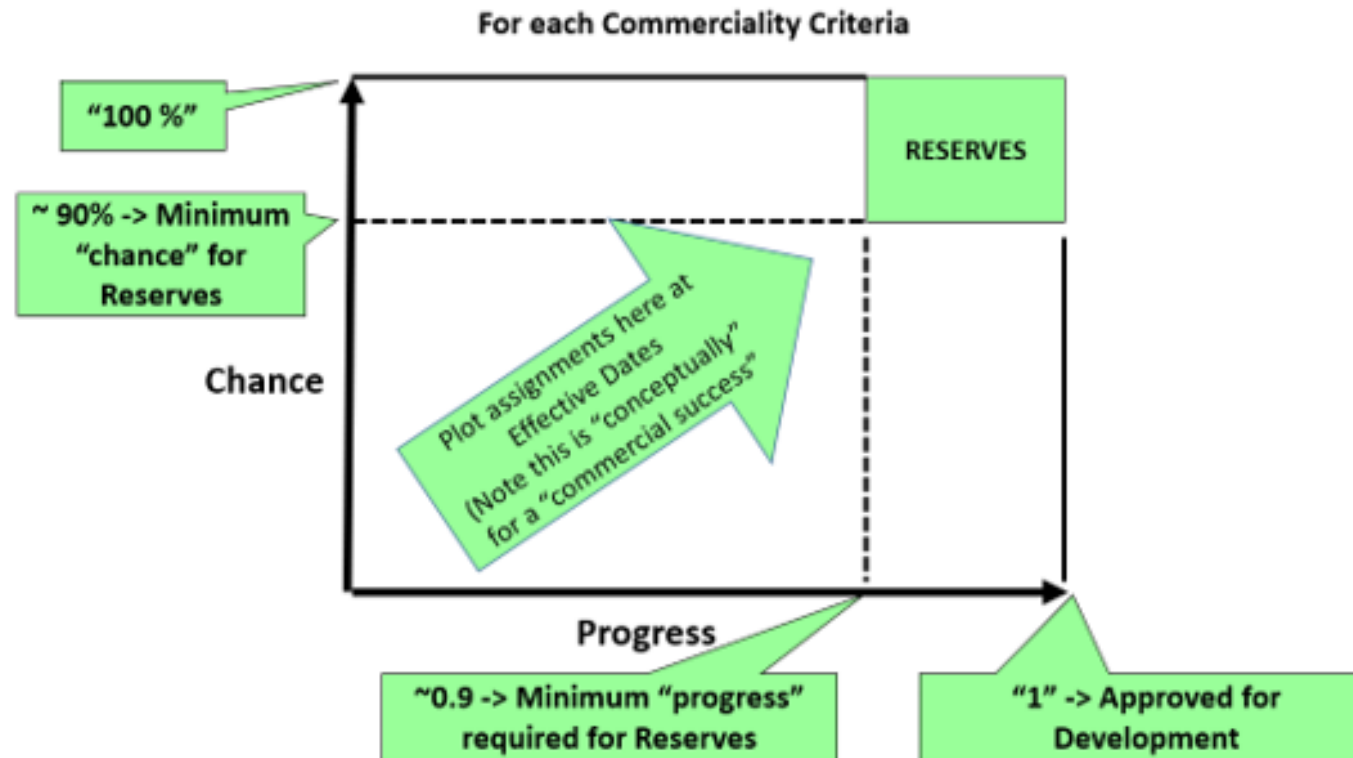 For each Commerciality Criteria
“100 %”
RESERVES
~ 90% -> Minimum
“chance” for
Reserves
Plot assignments here at
Effective Dates
(Note this is “conceptually”
for a “commercial success”
Chance
Progress
~0.9 -> Minimum “progress”
required for Reserves
“1” -> Approved for
Development